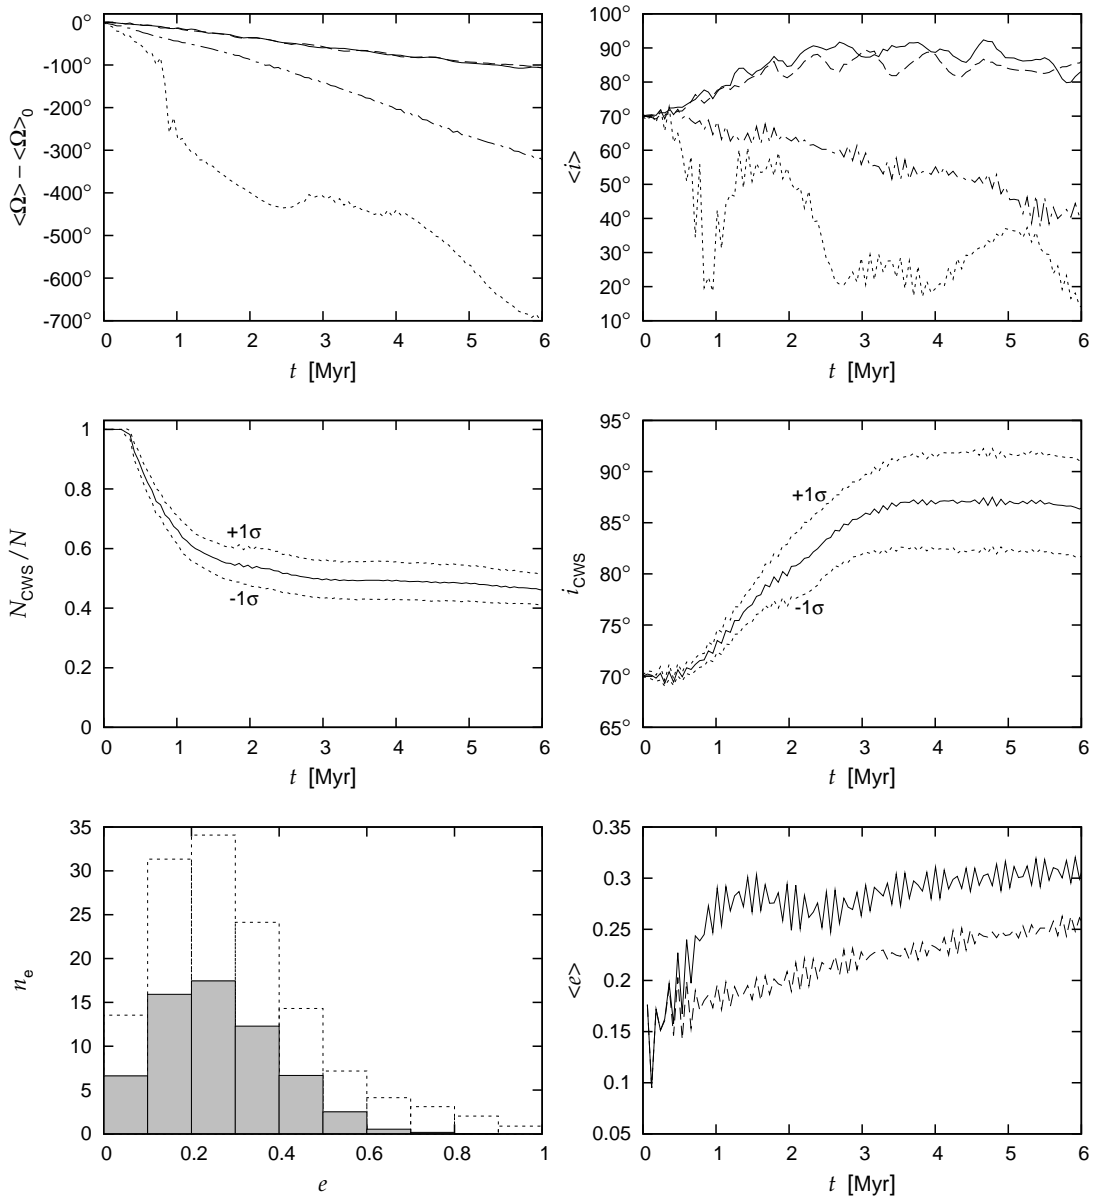 <Ω> − <Ω>₀
0°
-100°
-200°
-300°
-400°
-500°
-600°
-700°
0 1 2 3 4 5 6
t [Myr]
<i>
100°
90°
80°
70°
60°
50°
40°
30°
20°
10°
0 1 2 3 4 5 6
t [Myr]
N_CWS / N
1
0.8
0.6
0.4
0.2
0
+1σ
-1σ
0 1 2 3 4 5 6
t [Myr]
i_CWS
95°
90°
85°
80°
75°
70°
65°
+1σ
-1σ
0 1 2 3 4 5 6
t [Myr]
n_e
35
30
25
20
15
10
5
0
0 0.2 0.4 0.6 0.8 1
e
<e>
0.35
0.3
0.25
0.2
0.15
0.1
0.05
0 1 2 3 4 5 6
t [Myr]